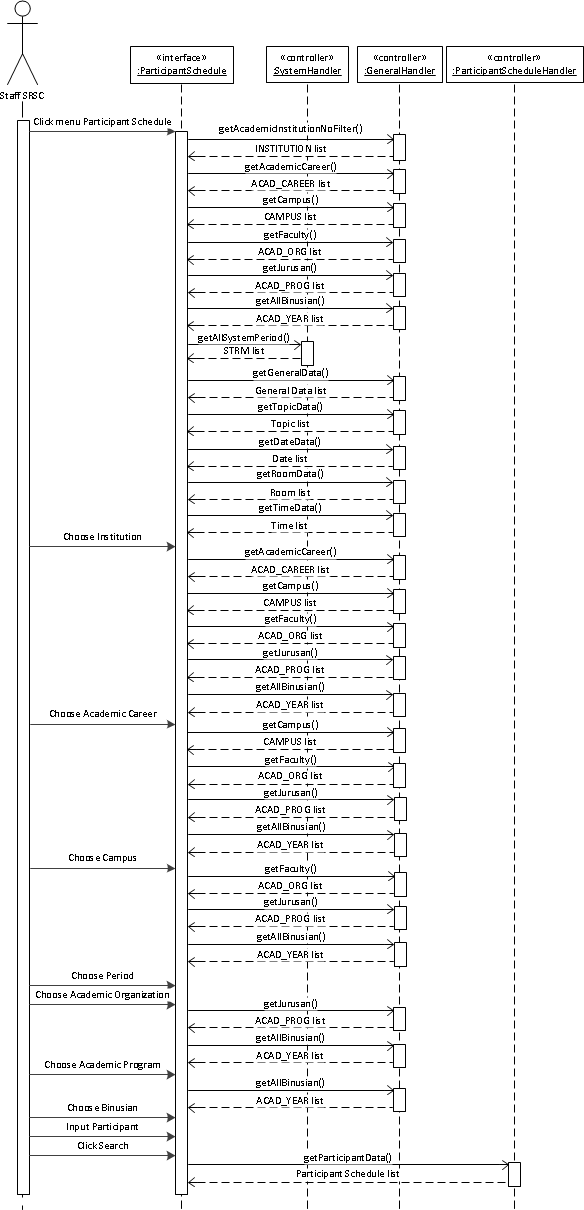 «interface»
:ParticipantSchedule
«controller»
:SystemHandler
«controller»
:GeneralHandler
«controller»
:ParticipantScheduleHandler
Staff SRSC
Click menu Participant Schedule
getAcademicInstitutionNoFilter()
INSTITUTION list
getAcademicCareer()
ACAD_CAREER list
getCampus()
CAMPUS list
getFaculty()
ACAD_ORG list
getJurusan()
ACAD_PROG list
getAllBinusian()
ACAD_YEAR list
getAllSystemPeriod()
STRM list
getGeneralData()
General Data list
getTopicData()
Topic list
getDateData()
Date list
getRoomData()
Room list
getTimeData()
Time list
Choose Institution
getAcademicCareer()
ACAD_CAREER list
getCampus()
CAMPUS list
getFaculty()
ACAD_ORG list
getJurusan()
ACAD_PROG list
getAllBinusian()
ACAD_YEAR list
Choose Academic Career
getCampus()
CAMPUS list
getFaculty()
ACAD_ORG list
getJurusan()
ACAD_PROG list
getAllBinusian()
ACAD_YEAR list
Choose Campus
getFaculty()
ACAD_ORG list
getJurusan()
ACAD_PROG list
getAllBinusian()
ACAD_YEAR list
Choose Period
Choose Academic Organization
getJurusan()
ACAD_PROG list
getAllBinusian()
ACAD_YEAR list
Choose Academic Program
getAllBinusian()
ACAD_YEAR list
Choose Binusian
Input Participant
Click Search
getParticipantData()
Participant Schedule list